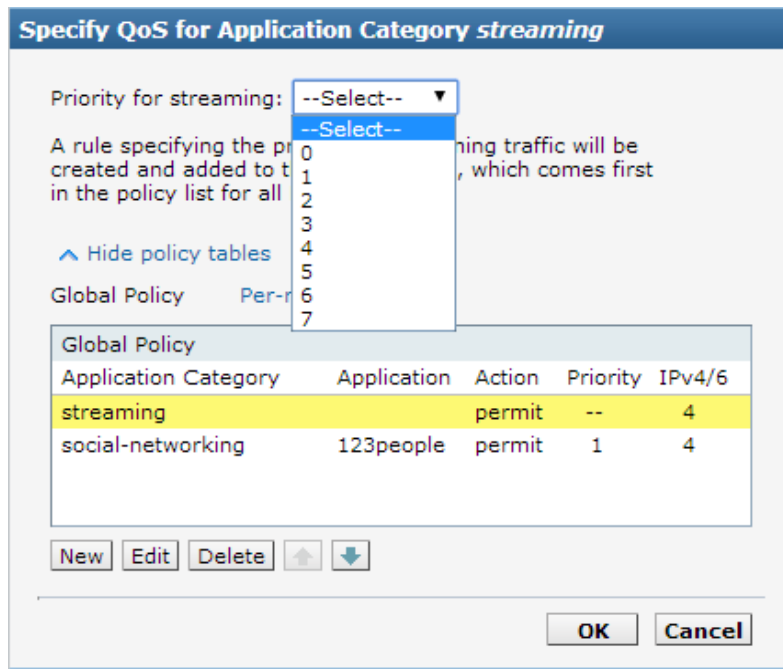 Specify QoS for Application Category streaming
Priority for streaming: --Select--
--Select--
0
1
2
3
4
5
6
7
A rule specifying the pr ning traffic will be
created and added to t , which comes first
in the policy list for all
Hide policy tables
Global Policy Per-r
Global Policy
Application Category Application Action Priority IPv4/6
streaming permit -- 4
social-networking 123people permit 1 4
New Edit Delete
OK Cancel